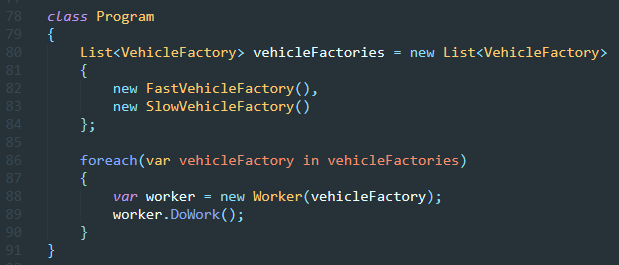 78 class Program
79 {
80     List<VehicleFactory> vehicleFactories = new List<VehicleFactory>
81     {
82         new FastVehicleFactory(),
83         new SlowVehicleFactory()
84     };
85
86     foreach(var vehicleFactory in vehicleFactories)
87     {
88         var worker = new Worker(vehicleFactory);
89         worker.DoWork();
90     }
91 }